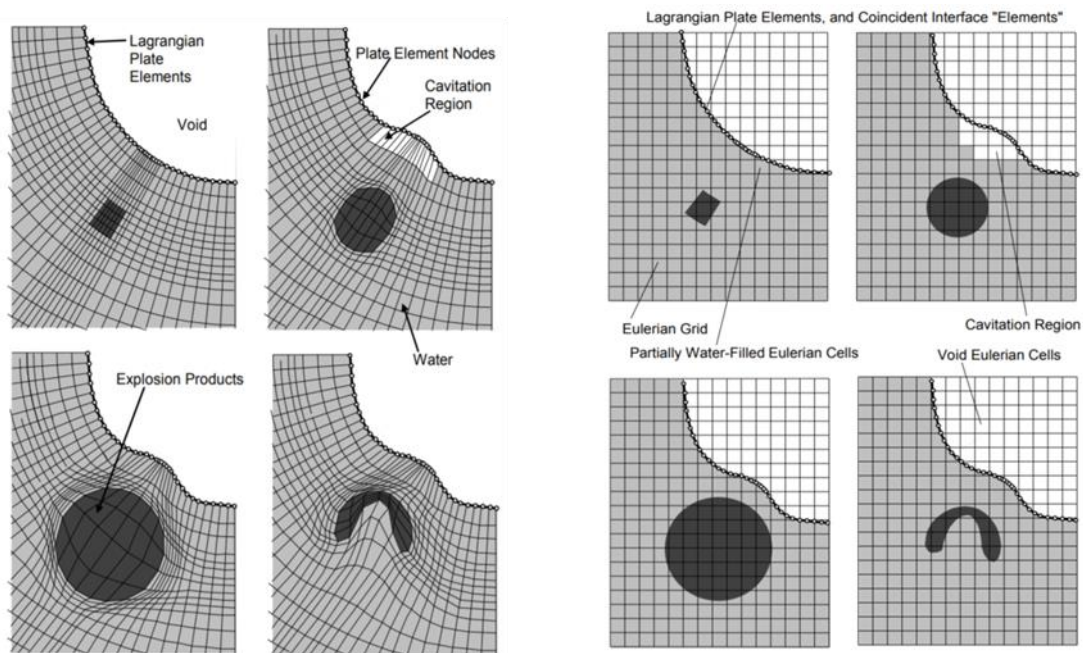 Lagrangian
Plate
Elements
Void
Plate Element Nodes
Cavitation
Region
Water
Explosion Products
Lagrangian Plate Elements, and Coincident Interface "Elements"
Eulerian Grid
Cavitation Region
Partially Water-Filled Eulerian Cells
Void Eulerian Cells